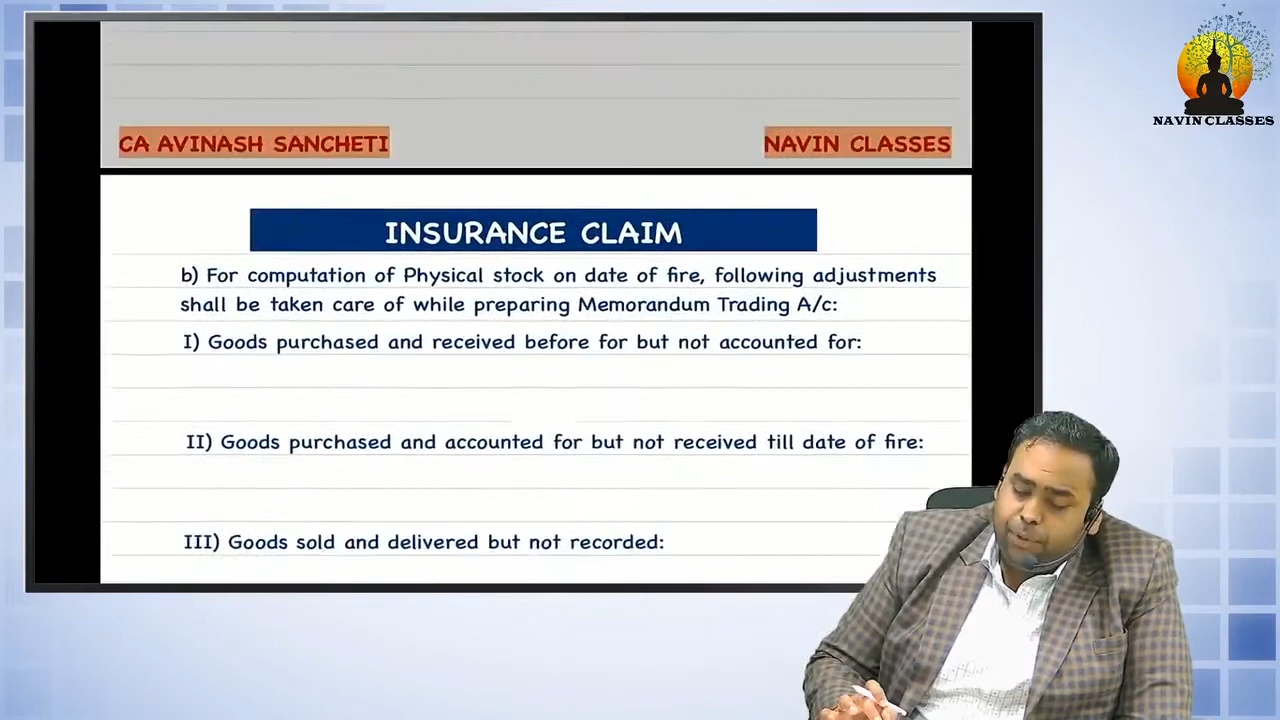 CA AVINASH SANCHETI
NAVIN CLASSES
NAVIN CLASSES
INSURANCE CLAIM
b) For computation of Physical stock on date of fire, following adjustments
shall be taken care of while preparing Memorandum Trading A/c:
I) Goods purchased and received before for but not accounted for:
II) Goods purchased and accounted for but not received till date of fire:
III) Goods sold and delivered but not recorded: